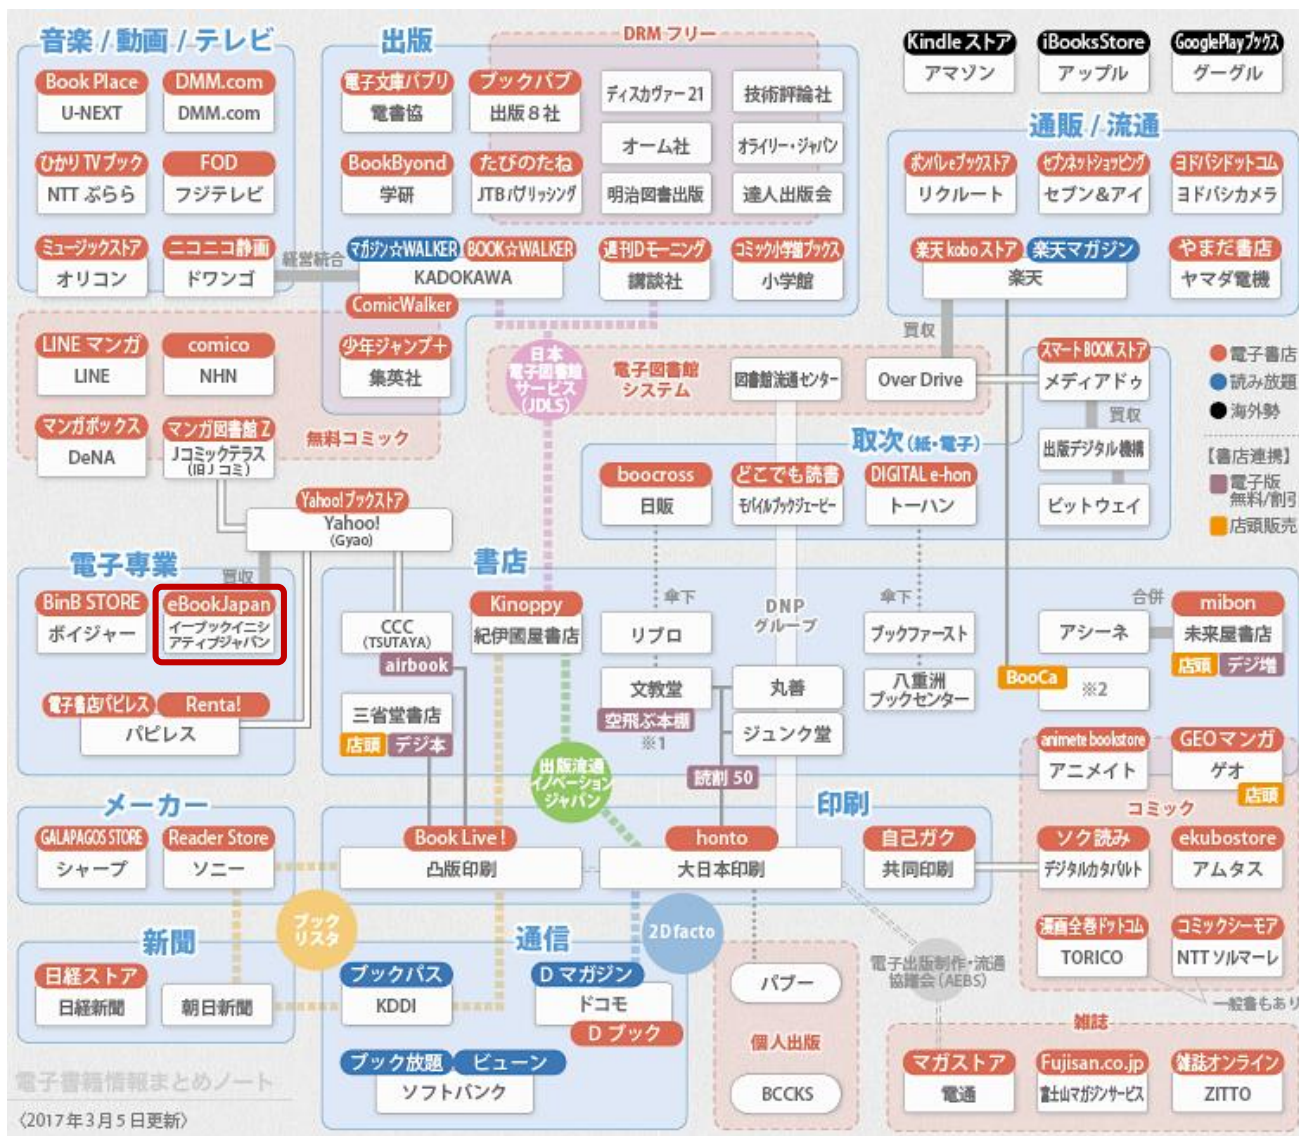 音楽 / 動画 / テレビ
Book Place
U-NEXT
DMM.com
DMM.com
ひかりTVブック
NTT ぷらら
FOD
フジテレビ
ミュージックストア
オリコン
ニコニコ静画
ドワンゴ
経営統合
出版
電子文庫パブリ
電書協
ブックパブ
出版8社
BookByond
学研
たびのたね
JTBパブリッシング
マガジン☆WALKER
BOOK☆WALKER
KADOKAWA
ComicWalker
少年ジャンプ＋
集英社
DRM フリー
ディスカヴァー21
技術評論社
オーム社
オライリー・ジャパン
明治図書出版
達人出版会
週刊Dモーニング
講談社
コミック小学館ブックス
小学館
Kindle ストア
アマゾン
iBooksStore
アップル
GooglePlayブックス
グーグル
通販 / 流通
ポンパレeブックストア
リクルート
セブンネットショッピング
セブン＆アイ
ヨドバシドットコム
ヨドバシカメラ
楽天 kobo ストア
楽天マガジン
楽天
やまだ書店
ヤマダ電機
買収
LINE マンガ
LINE
comico
NHN
マンガボックス
DeNA
マンガ図書館 Z
Jコミックテラス
(旧Jコミ)
無料コミック
日本
電子図書館
サービス
(JDLS)
電子図書館
システム
図書館流通センター
Over Drive
スマートBOOKストア
メディアドゥ
買収
出版デジタル機構
ビットウェイ
電子書店
読み放題
海外勢
【書店連携】
電子版
無料/割引
店頭販売
取次(紙・電子)
boocross
日販
どこでも読書
モバイルブックジェーピー
DIGITAL e-hon
トーハン
Yahoo!ブックストア
Yahoo!
(Gyao)
買収
電子専業
BinB STORE
ボイジャー
eBookJapan
イーブックイニシ
アティブジャパン
電子書店パピレス
Renta!
パピレス
書店
CCC
(TSUTAYA)
airbook
三省堂書店
店頭
デジ本
Kinoppy
紀伊國屋書店
傘下
リブロ
文教堂
空飛ぶ本棚
※1
DNP
グループ
丸善
ジュンク堂
読割 50
傘下
ブックファースト
八重洲
ブックセンター
BooCa
アシーネ
※2
合併
mibon
未来屋書店
店頭
デジ増
出版流通
イノベーション
ジャパン
animete bookstore
アニメイト
GEOマンガ
ゲオ
店頭
コミック
ソク読み
デジタルカタパルト
ekubostore
アムタス
漫画全巻ドットコム
TORICO
コミックシーモア
NTT ソルマーレ
一般書もあり
メーカー
GALAPAGOS STORE
シャープ
Reader Store
ソニー
印刷
Book Live !
凸版印刷
honto
大日本印刷
自己ガク
共同印刷
ブック
リスタ
2Dfacto
新聞
日経ストア
日経新聞
朝日新聞
通信
ブックパス
KDDI
D マガジン
ドコモ
D ブック
ブック放題
ビューン
ソフトバンク
パブー
個人出版
BCCKS
電子出版制作・流通
協議会(AEBS)
雑誌
マガストア
電通
Fujisan.co.jp
富士山マガジンサービス
雑誌オンライン
ZITTO
電子書籍情報まとめノート
〈2017年3月5日更新〉